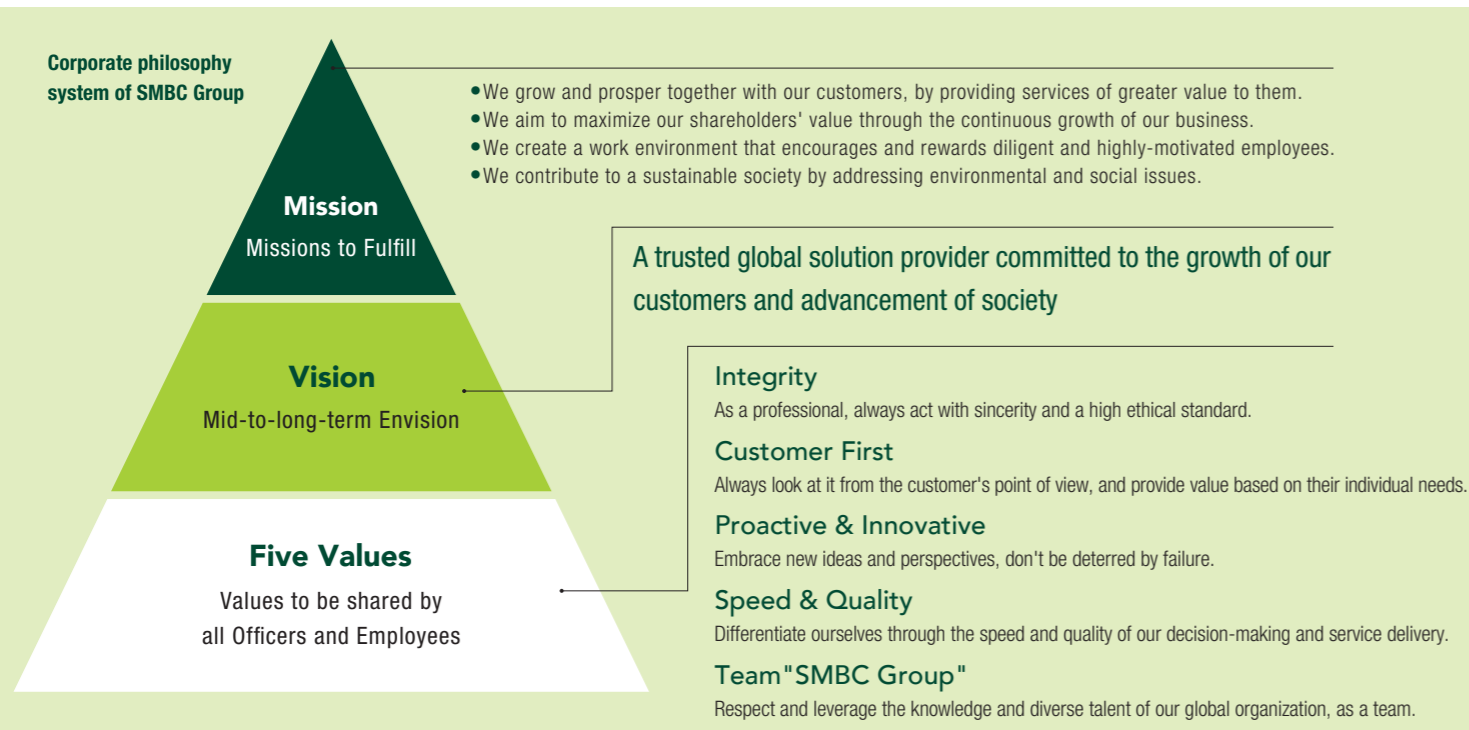 Corporate philosophy
system of SMBC Group
•We grow and prosper together with our customers, by providing services of greater value to them.
•We aim to maximize our shareholders' value through the continuous growth of our business.
•We create a work environment that encourages and rewards diligent and highly-motivated employees.
•We contribute to a sustainable society by addressing environmental and social issues.
Mission
Missions to Fulfill
A trusted global solution provider committed to the growth of our
customers and advancement of society
Vision
Mid-to-long-term Envision
Integrity
As a professional, always act with sincerity and a high ethical standard.
Customer First
Always look at it from the customer's point of view, and provide value based on their individual needs.
Proactive & Innovative
Embrace new ideas and perspectives, don't be deterred by failure.
Speed & Quality
Differentiate ourselves through the speed and quality of our decision-making and service delivery.
Team"SMBC Group"
Respect and leverage the knowledge and diverse talent of our global organization, as a team.
Five Values
Values to be shared by
all Officers and Employees